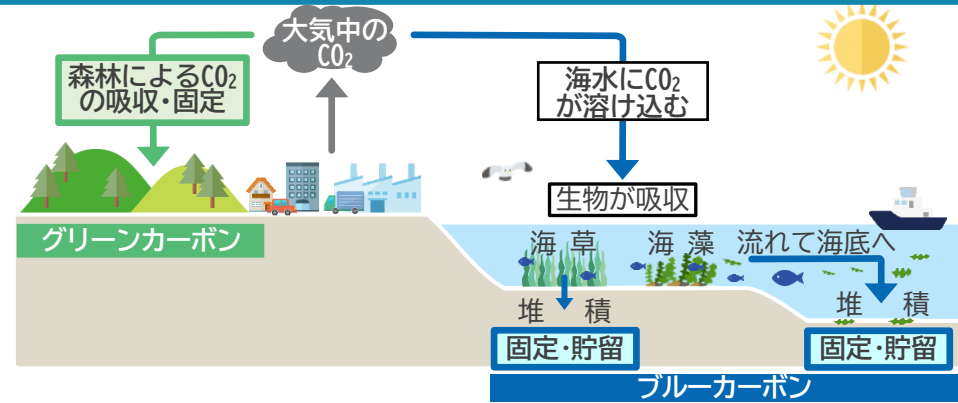 大気中の
CO₂
森林によるCO₂
の吸収・固定
海水にCO₂
が溶け込む
生物が吸収
グリーンカーボン
海草
海藻
流れて海底へ
堆積
堆積
固定・貯留
固定・貯留
ブルーカーボン